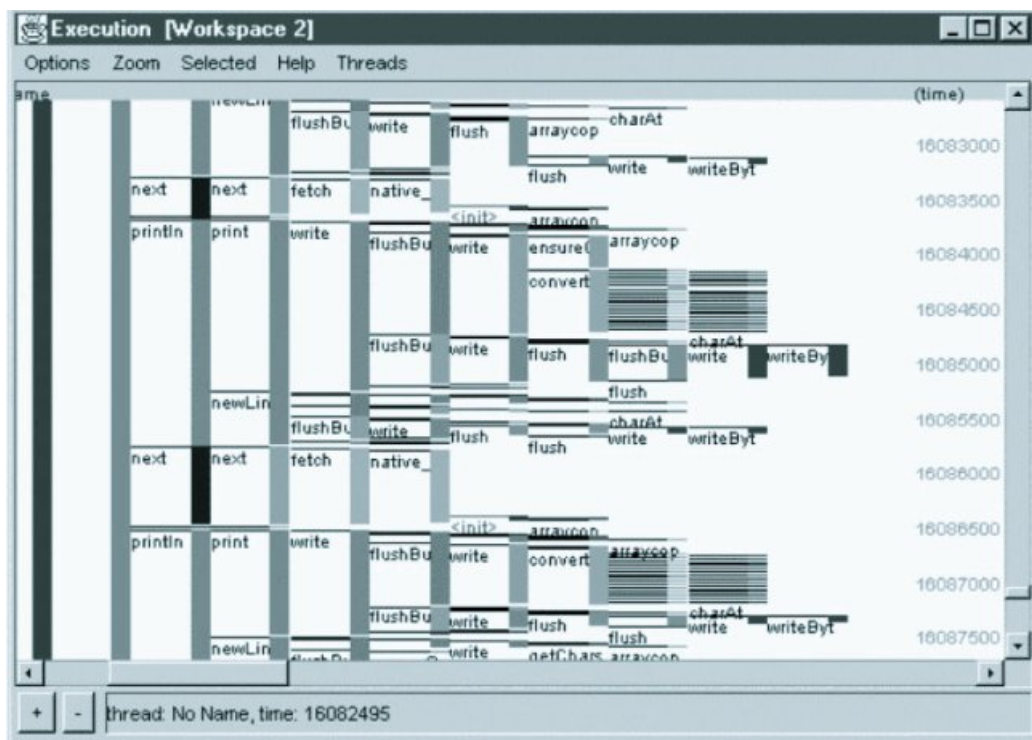 Execution [Workspace 2]
Options Zoom Selected Help Threads
ame (time)
newLin
flushBu write flush arraycop charAt
16083000
flush write writeByt
next next fetch native_
16083500
<init> arraycop
println print write
flushBu write ensureC arraycop
16084000
convert
16084500
flushBu write flush flushBu charAt
write writeByt
16085000
flush
newLin
16085500
flushBu write flush charAt
flush write writeByt
next next fetch native_
16086000
<init> arraycop
16086500
println print write
flushBu write convert arraycop
16087000
flushBu write flush charAt
write writeByt
flush
16087500
newLin write getChars arraycop
+ - thread: No Name, time: 16082495